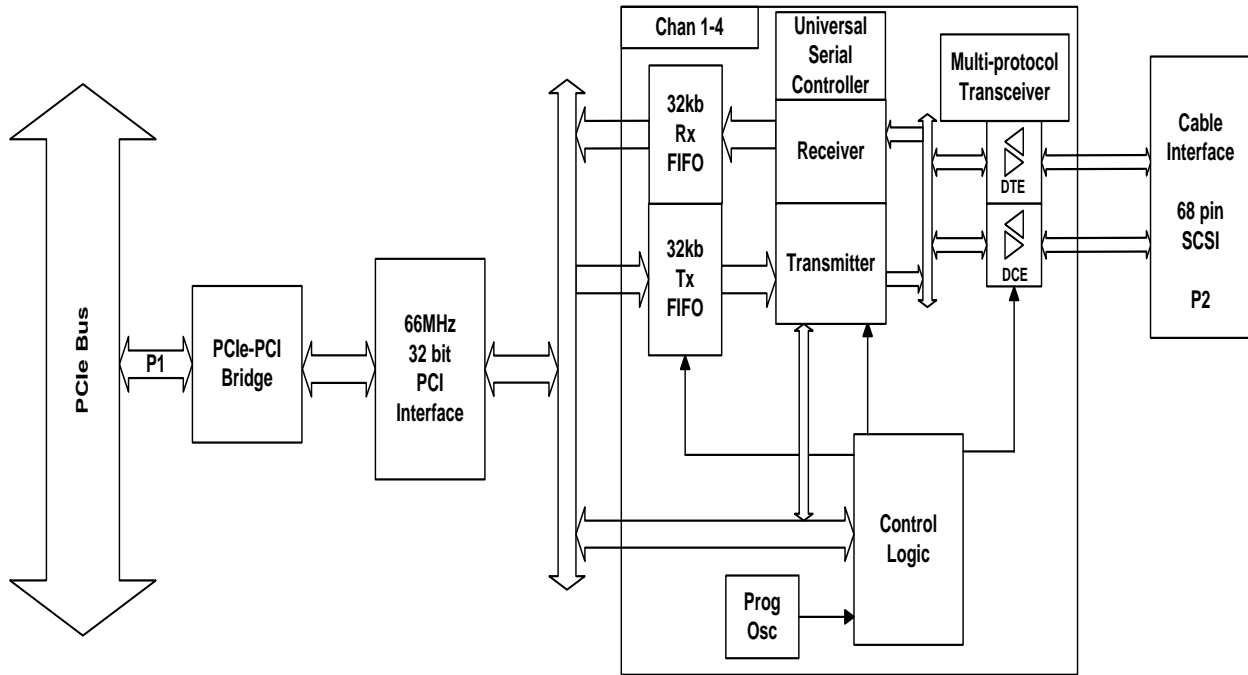 Chan 1-4
Universal
Serial
Controller
Multi-protocol
Transceiver
32kb
Rx
FIFO
Receiver
DTE
Cable
Interface
68 pin
SCSI
P2
32kb
Tx
FIFO
Transmitter
DCE
PCIe Bus
P1
PCIe-PCI
Bridge
66MHz
32 bit
PCI
Interface
Control
Logic
Prog
Osc